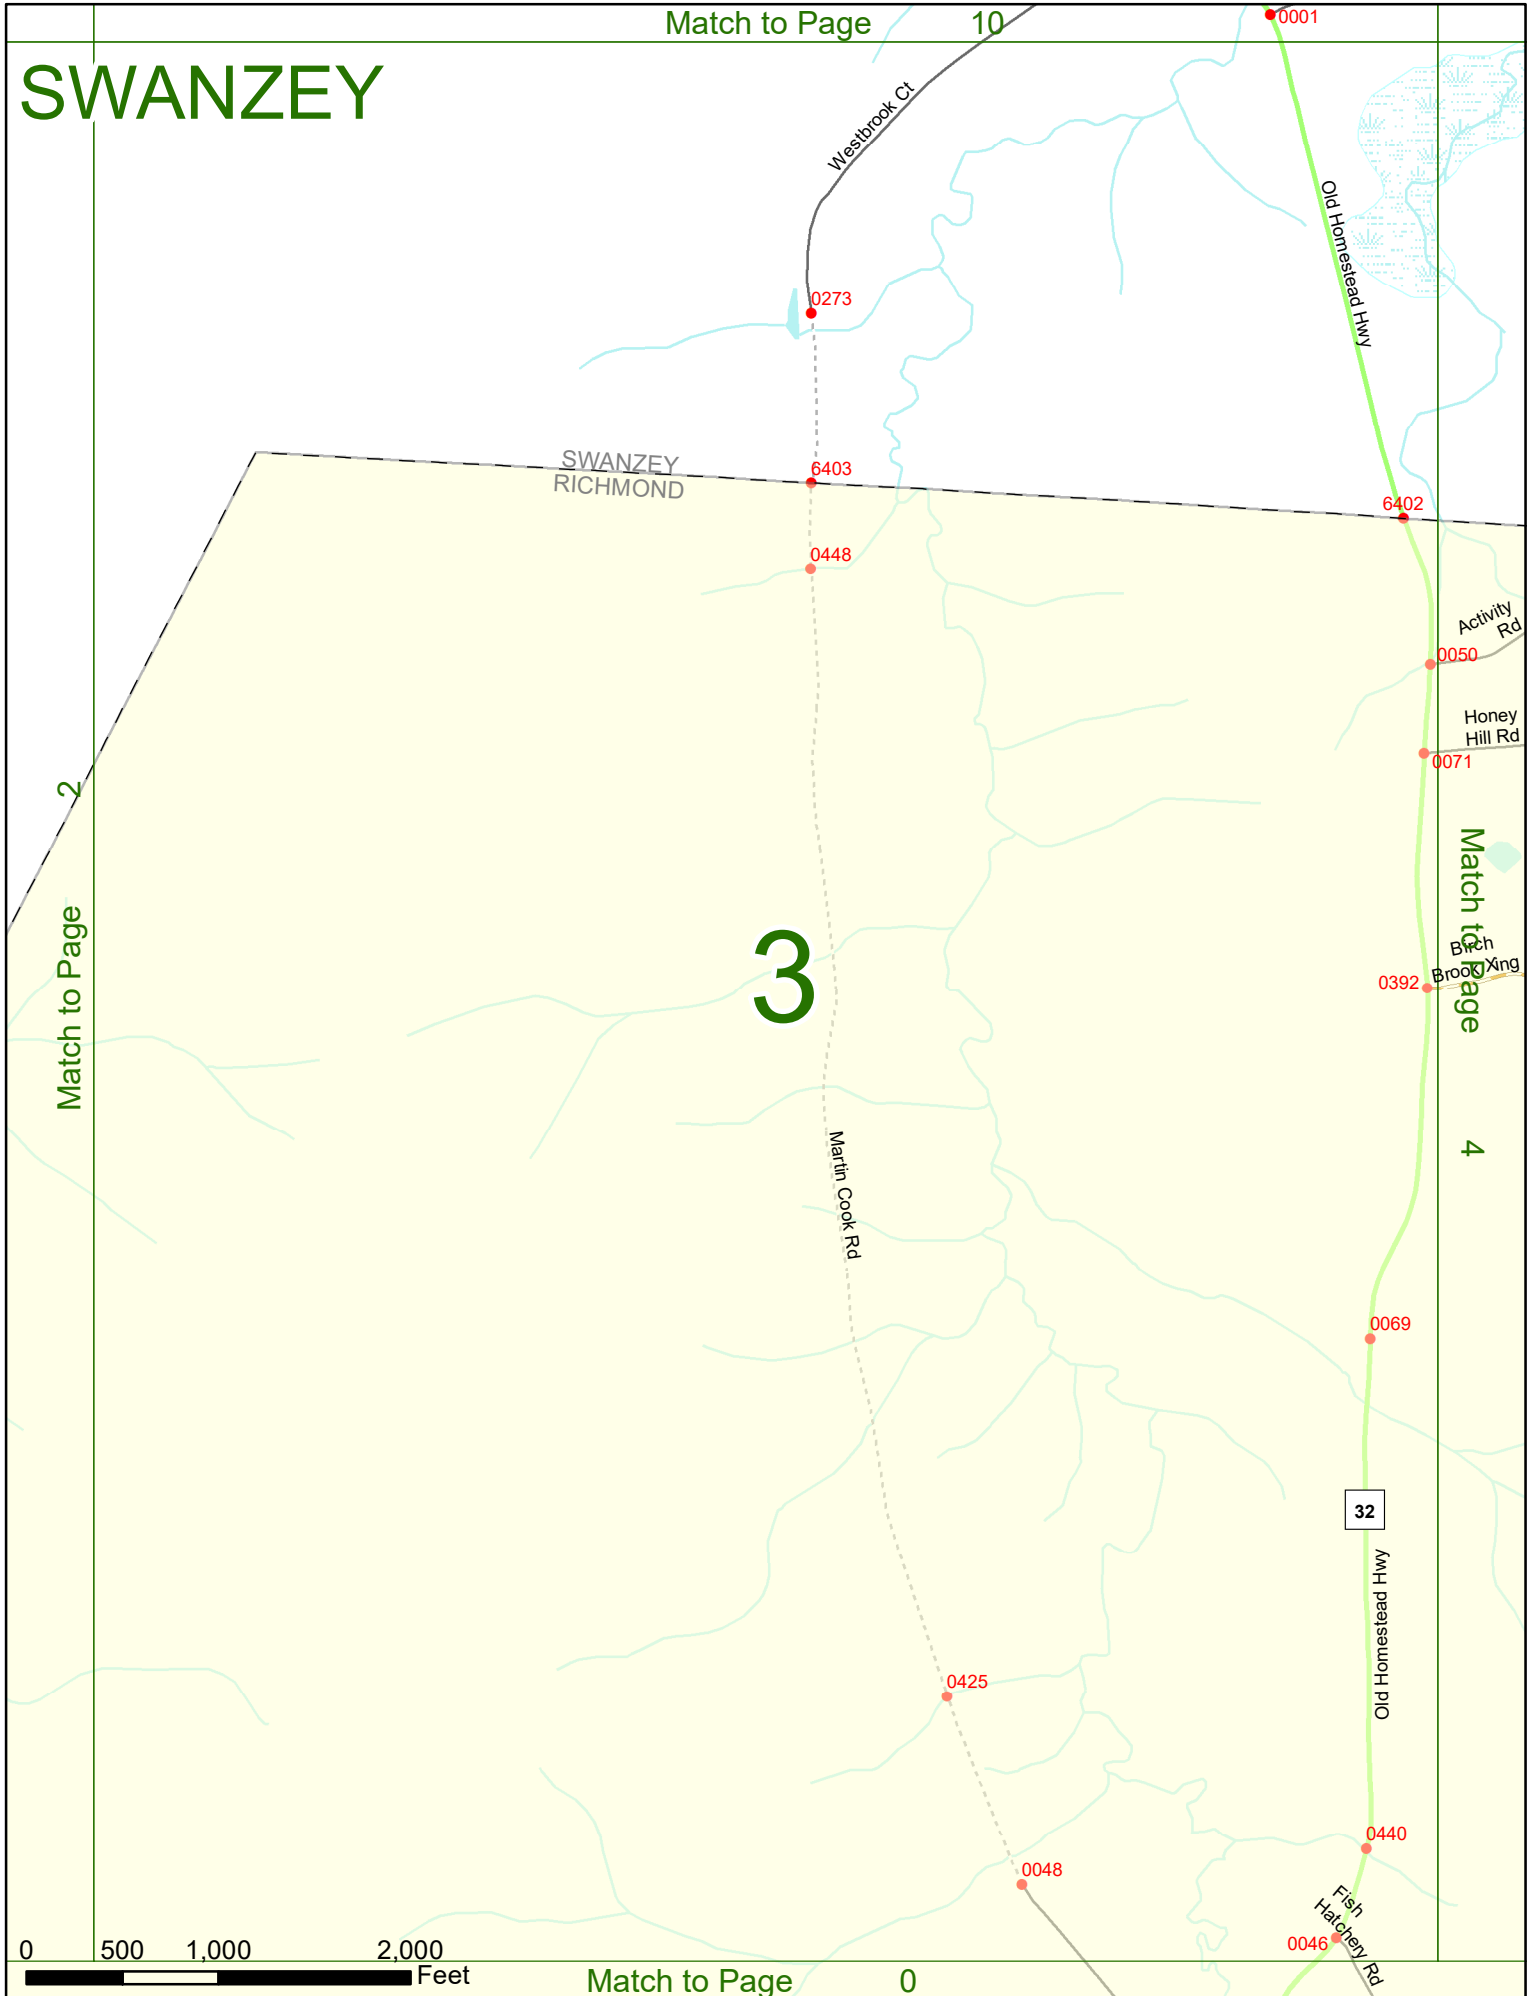 Match to Page 10
0001
SWANZEY
Westbrook Ct
Old Homestead Hwy
0273
SWANZEY
RICHMOND
6403
6402
0448
Activity
Rd
0050
Honey
Hill Rd
0071
2
Match to Page
3
Match to Page
4
Birch
Brook Xing
0392
Martin Cook Rd
0069
32
Old Homestead Hwy
0425
0440
0048
Fish
Hatchery Rd
0046
0 500 1,000 2,000
Feet
Match to Page 0